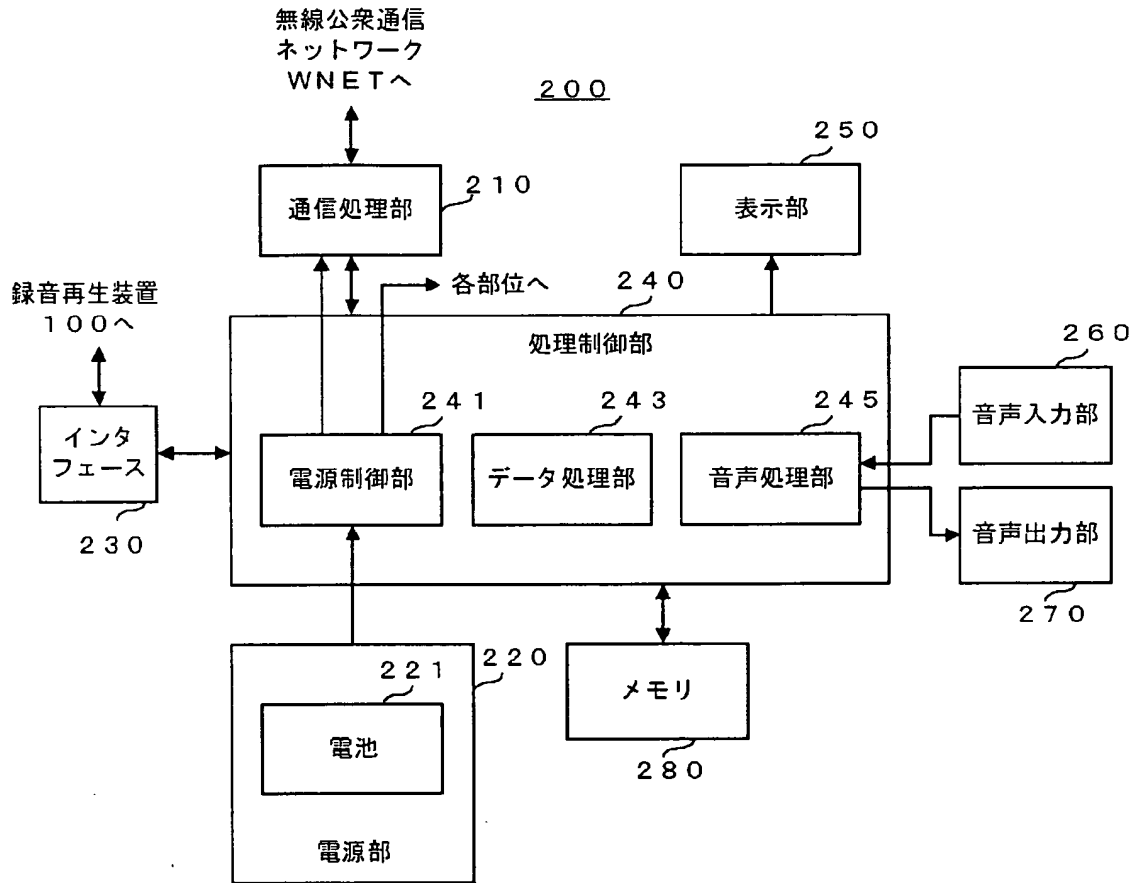 無線公衆通信
ネットワーク
ＷＮＥＴへ
２００
２５０
２１０
通信処理部
表示部
各部位へ
２４０
録音再生装置
１００へ
処理制御部
２６０
２４１
２４３
２４５
音声入力部
インタ
フェース
電源制御部
データ処理部
音声処理部
２３０
音声出力部
２７０
２２０
２２１
メモリ
電池
２８０
電源部